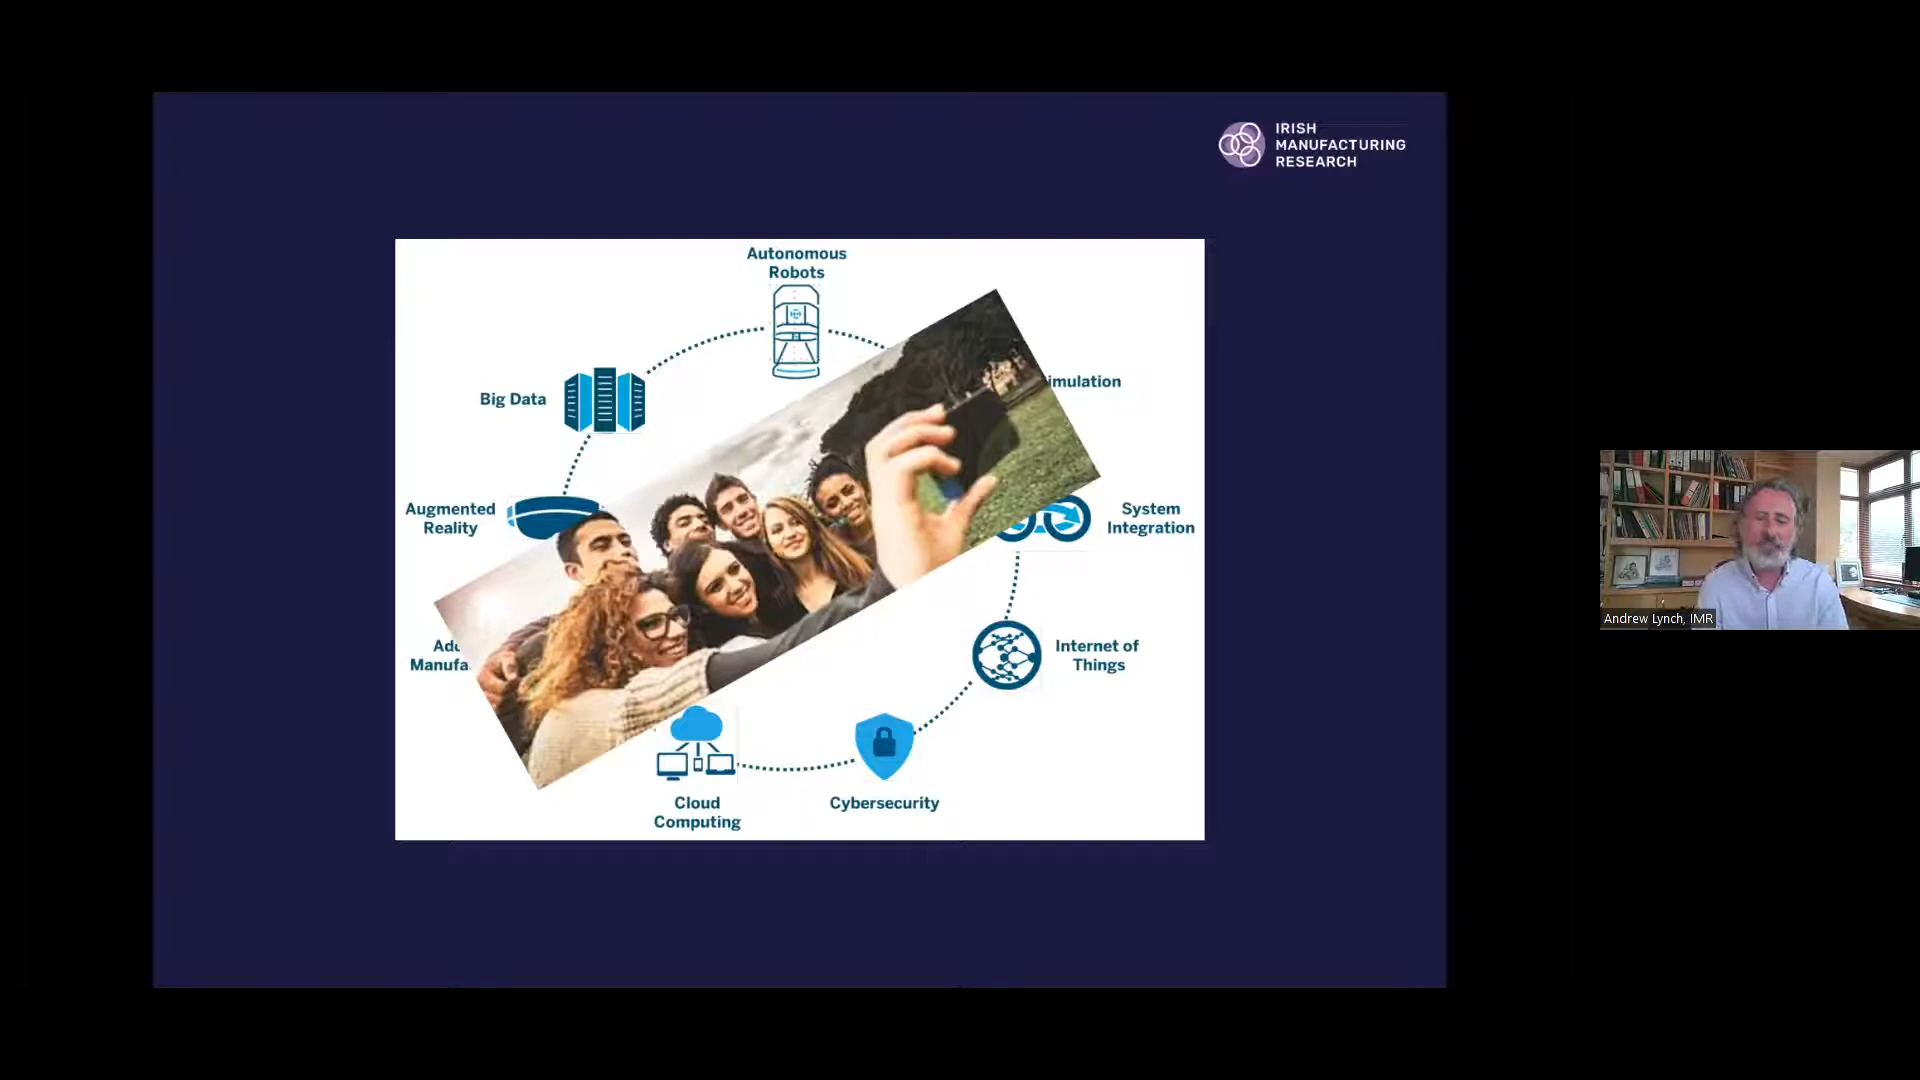 IRISH
MANUFACTURING
RESEARCH
Autonomous
Robots
imulation
Big Data
Augmented
Reality
System
Integration
Manufa
Internet of
Things
Cloud
Computing
Cybersecurity
Andrew Lynch, IMR